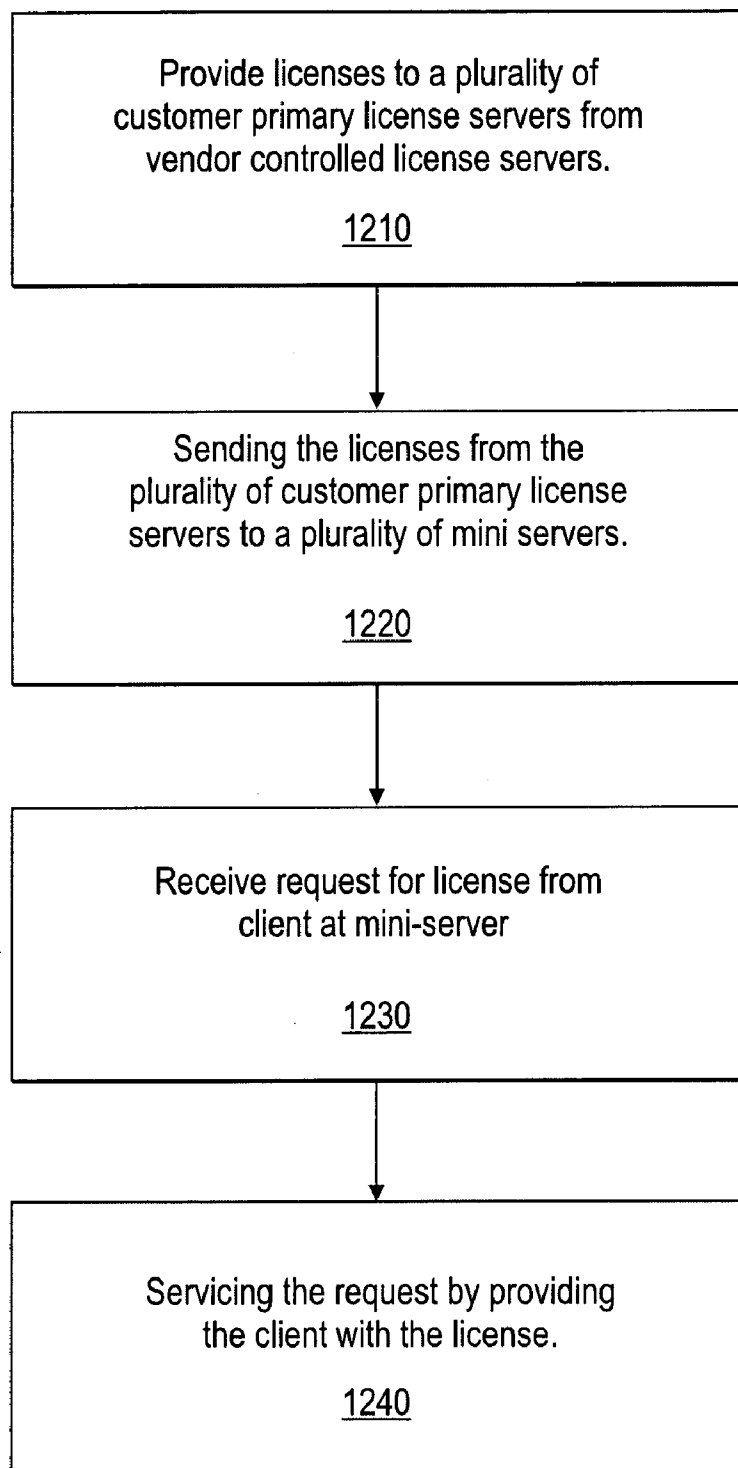 Provide licenses to a plurality of
customer primary license servers from
vendor controlled license servers.
1210
Sending the licenses from the
plurality of customer primary license
servers to a plurality of mini servers.
1220
Receive request for license from
client at mini-server
1230
Servicing the request by providing
the client with the license.
1240